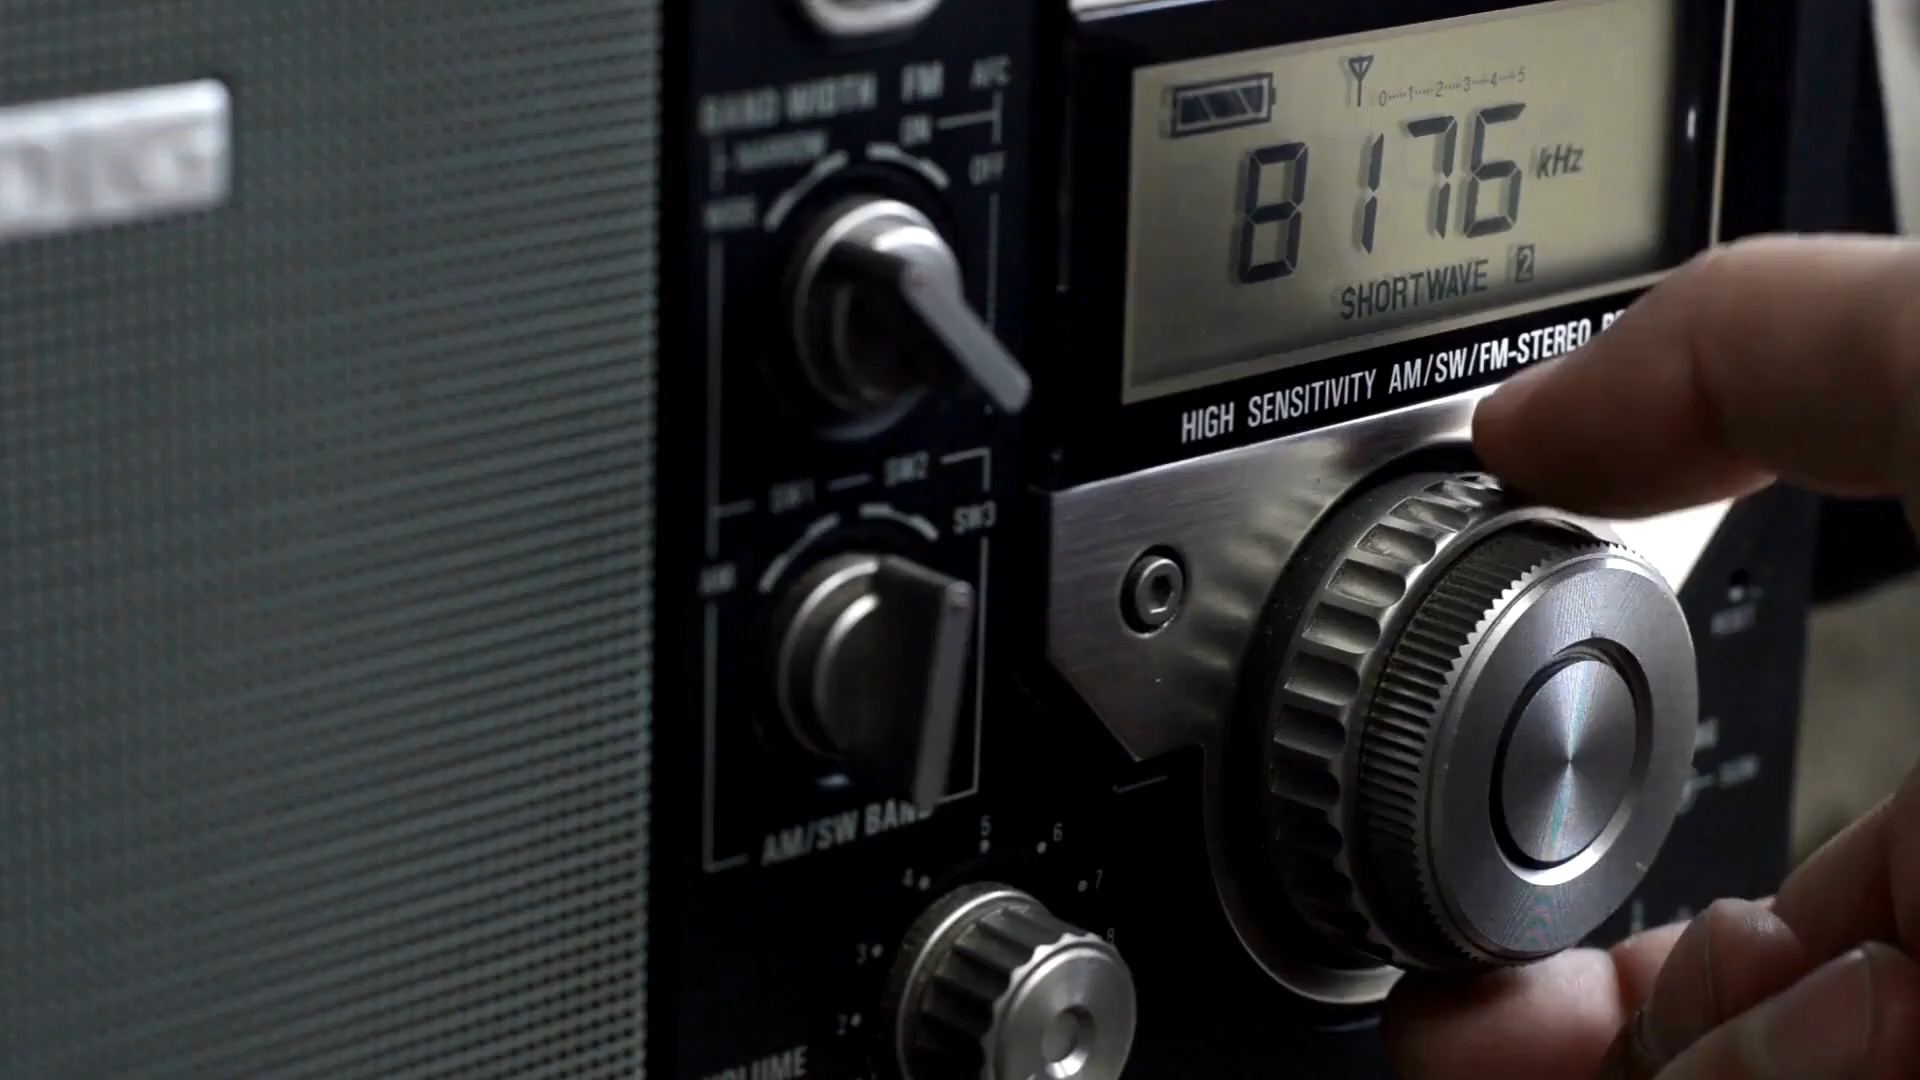 BAND WIDTH
FM
AFC
ON
NARROW
OFF
WIDE
0 1 2 3 4 5
8176 kHz
SHORTWAVE 2
HIGH SENSITIVITY AM/SW/FM-STEREO
SW1
SW2
SW3
AM/SW BAND
5
6
4
7
3
8
2
VOLUME